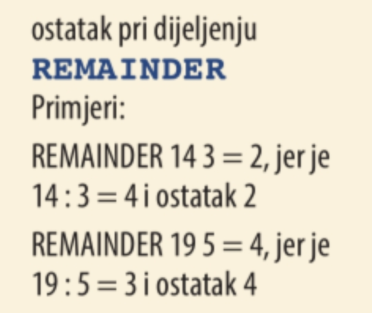 ostatak pri dijeljenju
REMAINDER
Primjeri:
REMAINDER 14 3 = 2, jer je
14 : 3 = 4 i ostatak 2
REMAINDER 19 5 = 4, jer je
19 : 5 = 3 i ostatak 4